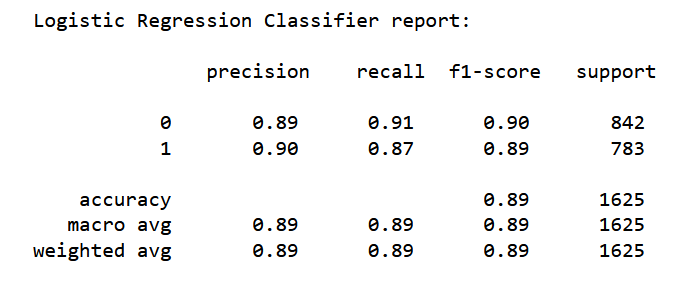 Logistic Regression Classifier report:
precision recall f1-score support
0 0.89 0.91 0.90 842
1 0.90 0.87 0.89 783
accuracy 0.89 1625
macro avg 0.89 0.89 0.89 1625
weighted avg 0.89 0.89 0.89 1625